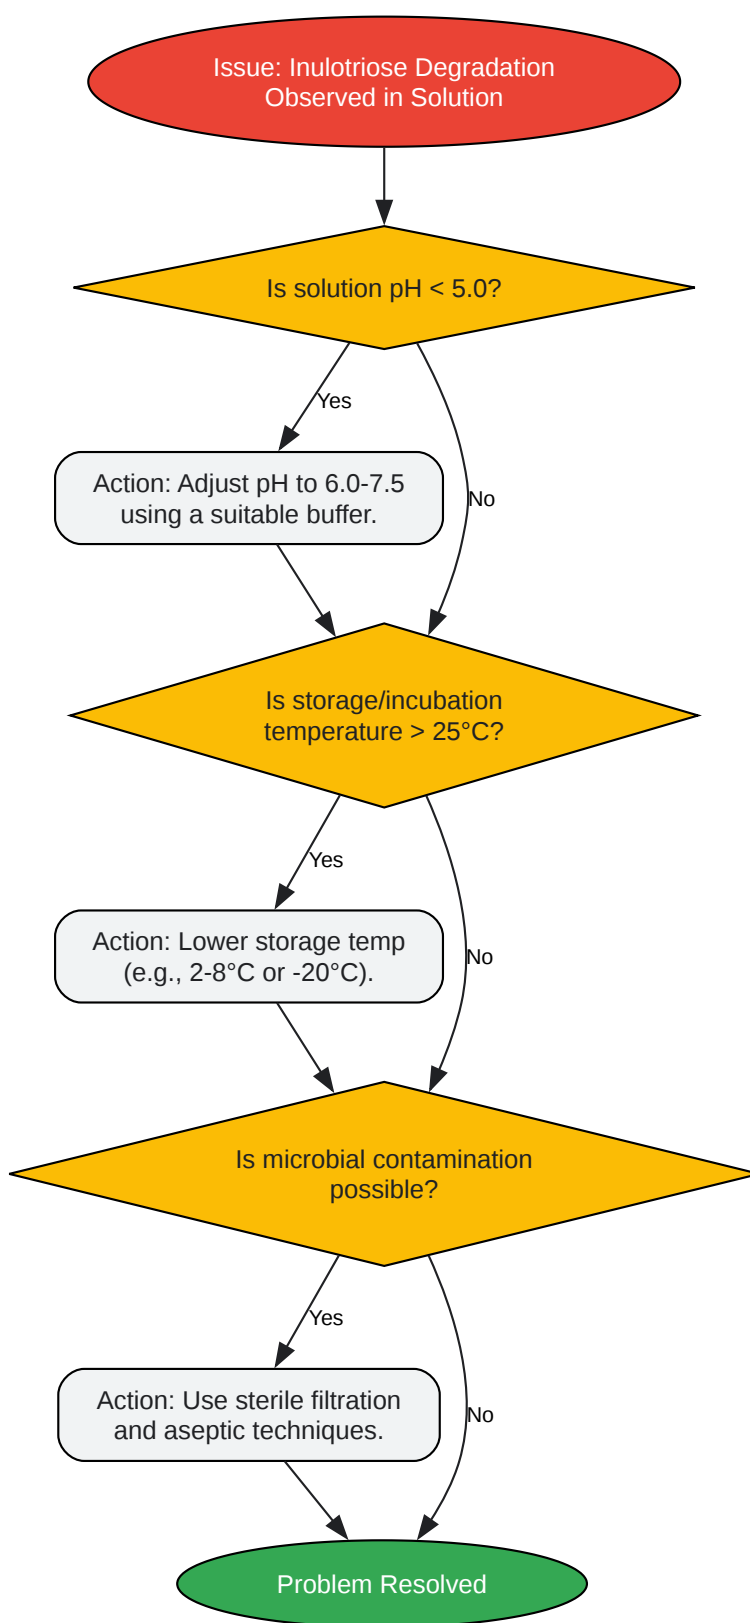 Issue: Inulotriose Degradation
Observed in Solution
Is solution pH < 5.0?
Yes
Action: Adjust pH to 6.0-7.5
using a suitable buffer.
No
Is storage/incubation
temperature > 25°C?
Yes
Action: Lower storage temp
(e.g., 2-8°C or -20°C).
No
Is microbial contamination
possible?
Yes
Action: Use sterile filtration
and aseptic techniques.
No
Problem Resolved